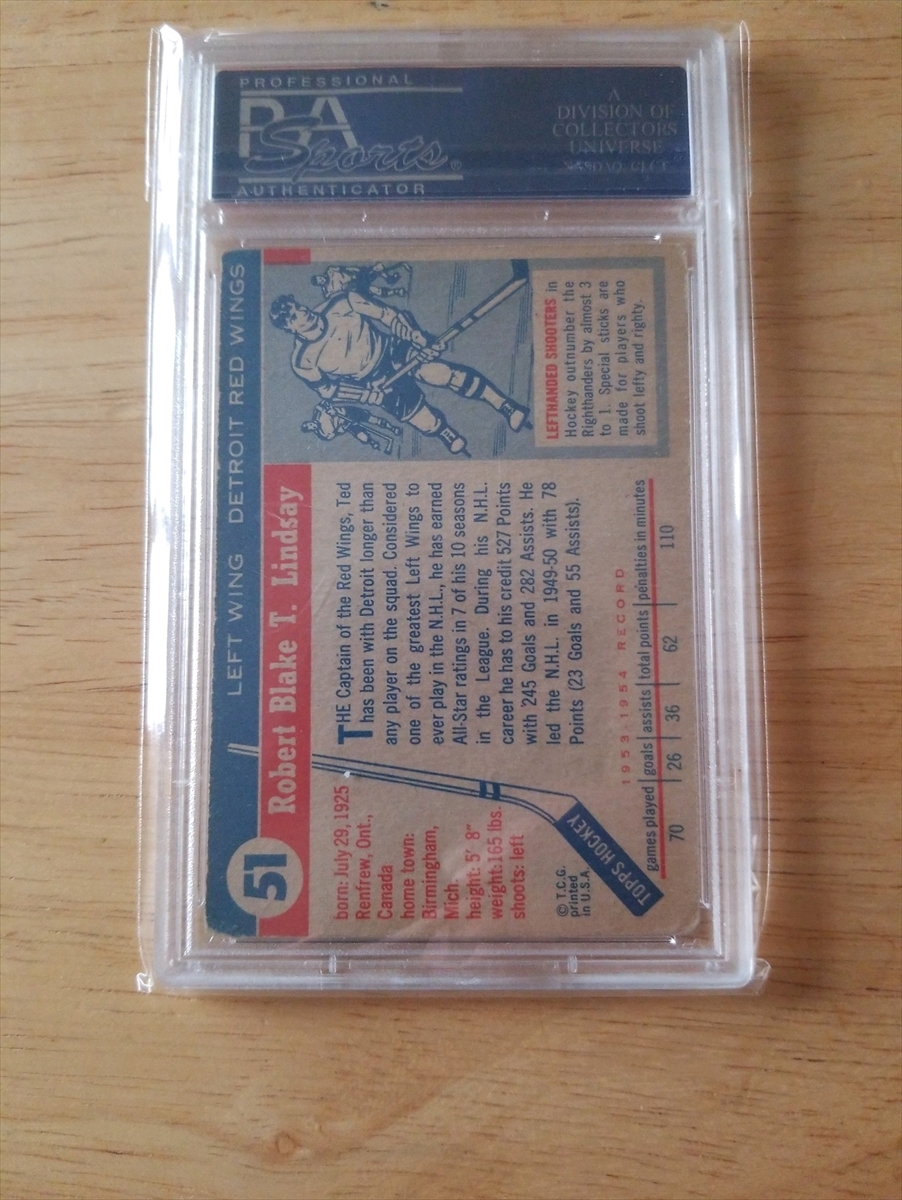 PROFESSIONAL
PSA
Sports®
AUTHENTICATOR
A
DIVISION OF
COLLECTORS
UNIVERSE
NASDAQ: CLCT
51
LEFT WING DETROIT RED WINGS
Robert Blake T. Lindsay
born: July 29, 1925
Renfrew, Ont.,
Canada
home town:
Birmingham,
Mich.
height: 5' 8"
weight: 165 lbs.
shoots: left
© T.C.G.
printed
in U.S.A.
TOPPS HOCKEY
THE Captain of the Red Wings, Ted
has been with Detroit longer than
any player on the squad. Considered
one of the greatest Left Wings to
ever play in the N.H.L., he has earned
All-Star ratings in 7 of his 10 seasons
in the League. During his N.H.L.
career he has to his credit 527 Points
with 245 Goals and 282 Assists. He
led the N.H.L. in 1949-50 with 78
Points (23 Goals and 55 Assists).
LEFTHANDED SHOOTERS in
Hockey outnumber the
Righthanders by almost 3
to 1. Special sticks are
made for players who
shoot lefty and righty.
1953-1954 RECORD
games played goals assists total points penalties in minutes
70 26 36 62 110